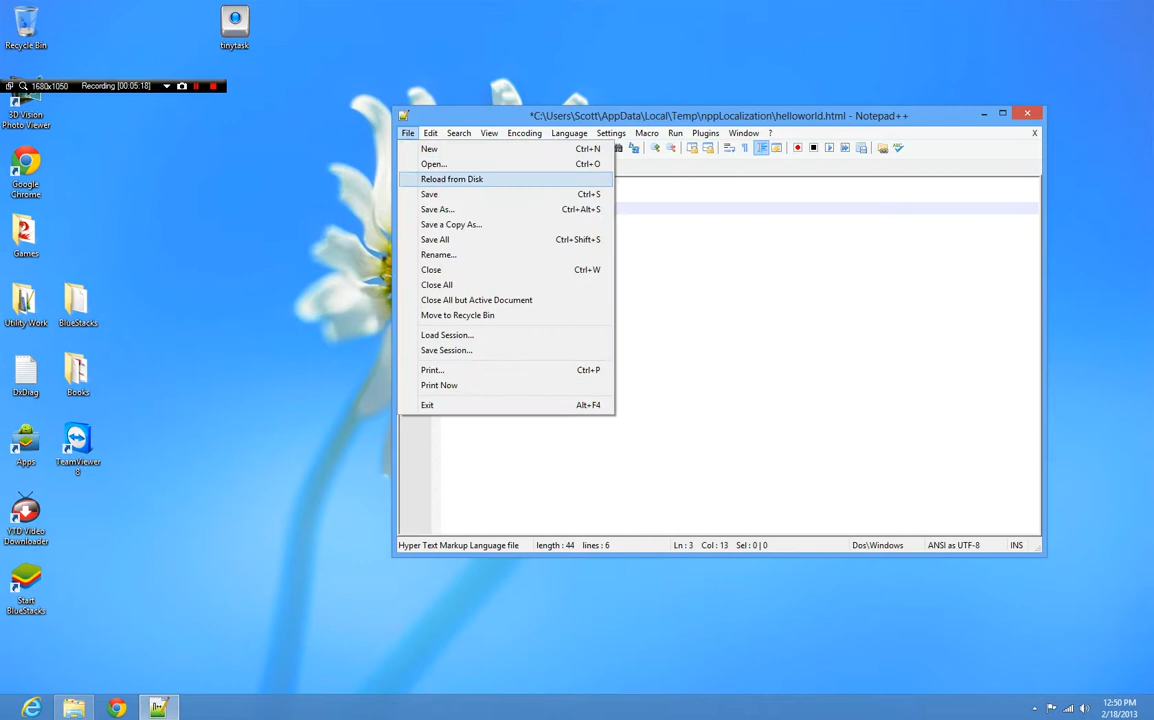 Recycle Bin
tinytask
1680x1050 Recording [00:05:18]
3D Vision
Photo Viewer
Google
Chrome
Games
Utility Work
BlueStacks
DxDiag
Books
Apps
TeamViewer
8
YTD Video
Downloader
Start
BlueStacks
*C:\Users\Scott\AppData\Local\Temp\nppLocalization\helloworld.html - Notepad++
File Edit Search View Encoding Language Settings Macro Run Plugins Window ? X
New Ctrl+N
Open... Ctrl+O
Reload from Disk
Save Ctrl+S
Save As... Ctrl+Alt+S
Save a Copy As...
Save All Ctrl+Shift+S
Rename...
Close Ctrl+W
Close All
Close All but Active Document
Move to Recycle Bin
Load Session...
Save Session...
Print... Ctrl+P
Print Now
Exit Alt+F4
Hyper Text Markup Language file length : 44 lines : 6 Ln : 3 Col : 13 Sel : 0 | 0 Dos\Windows ANSI as UTF-8 INS
12:50 PM
2/18/2013